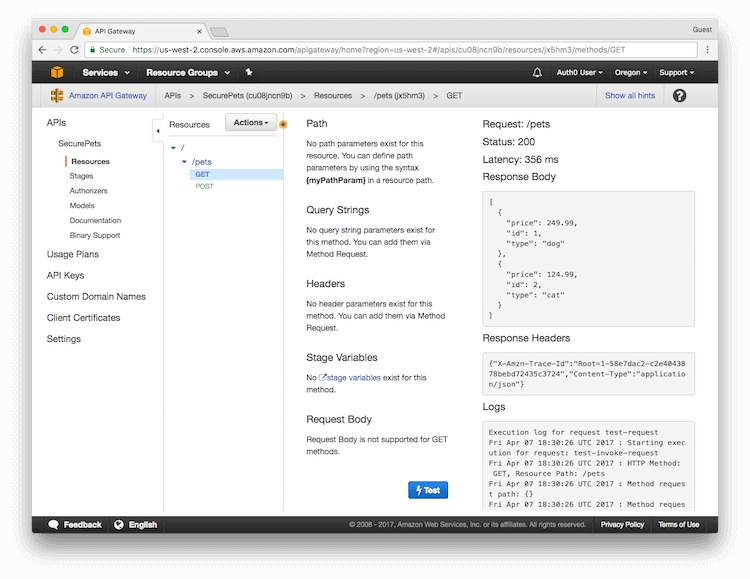 API Gateway
Guest
Secure https://us-west-2.console.aws.amazon.com/apigateway/home?region=us-west-2#/apis/cu08jncn9b/resources/jx5hm3/methods/GET
Services
Resource Groups
Auth0 User
Oregon
Support
Amazon API Gateway
APIs > SecurePets (cu08jncn9b) > Resources > /pets (jx5hm3) > GET
Show all hints
?
APIs
SecurePets
Resources
Stages
Authorizers
Models
Documentation
Binary Support
Usage Plans
API Keys
Custom Domain Names
Client Certificates
Settings
Resources
Actions
/
/pets
GET
POST
Path
No path parameters exist for this
resource. You can define path
parameters by using the syntax
{myPathParam} in a resource path.
Query Strings
No query string parameters exist for
this method. You can add them via
Method Request.
Headers
No header parameters exist for this
method. You can add them via Method
Request.
Stage Variables
No stage variables exist for this
method.
Request Body
Request Body is not supported for GET
methods.
Test
Request: /pets
Status: 200
Latency: 356 ms
Response Body
[
{
"price": 249.99,
"id": 1,
"type": "dog"
},
{
"price": 124.99,
"id": 2,
"type": "cat"
}
]
Response Headers
{"X-Amzn-Trace-Id":"Root=1-58e7dac2-c2e40438
78bebd72435c3724","Content-Type":"applicatio
n/json"}
Logs
Execution log for request test-request
Fri Apr 07 18:30:26 UTC 2017 : Starting exec
ution for request: test-invoke-request
Fri Apr 07 18:30:26 UTC 2017 : HTTP Method:
GET, Resource Path: /pets
Fri Apr 07 18:30:26 UTC 2017 : Method reques
t path: {}
Fri Apr 07 18:30:26 UTC 2017 : Method reques
Feedback
English
© 2008 - 2017, Amazon Web Services, Inc. or its affiliates. All rights reserved.
Privacy Policy
Terms of Use